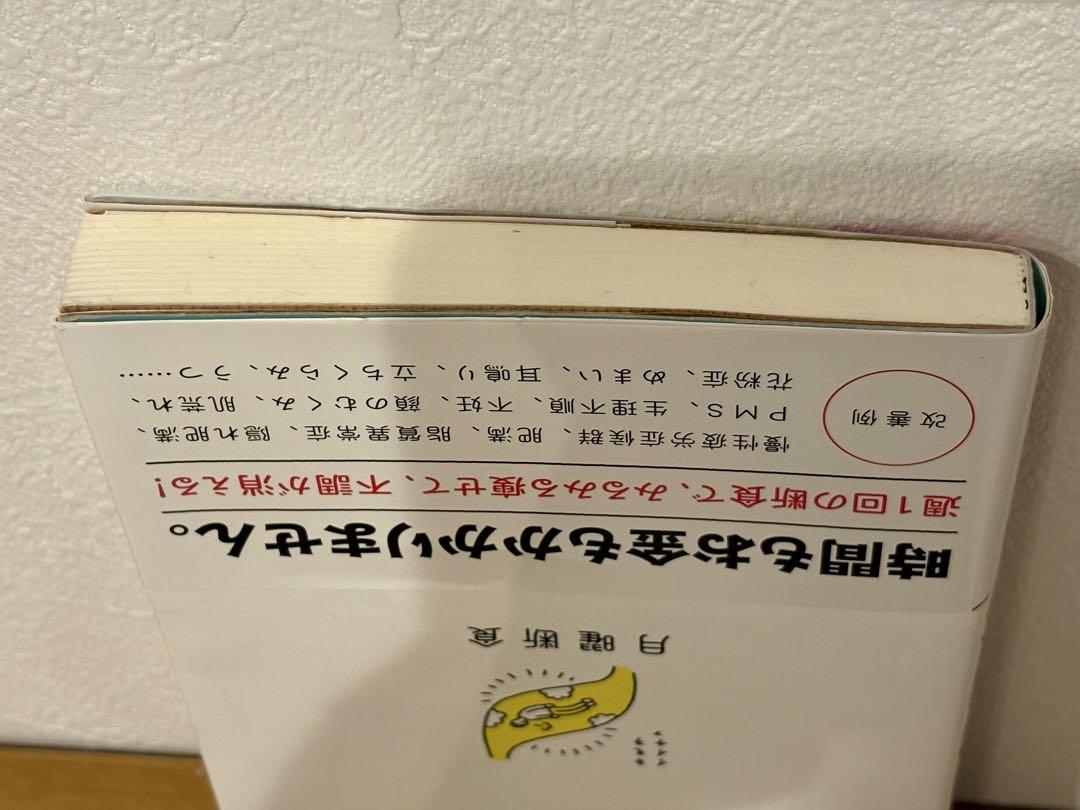 月曜断食
時間もお金もかかりません。
週1回の断食で、みるみる痩せて、不調が消える!
改善例
慢性疲労症候群、肥満、脂質異常症、隠れ肥満、
PMS、生理不順、不妊、顔のむくみ、肌荒れ、
花粉症、めまい、耳鳴り、立ちくらみ、うつ……